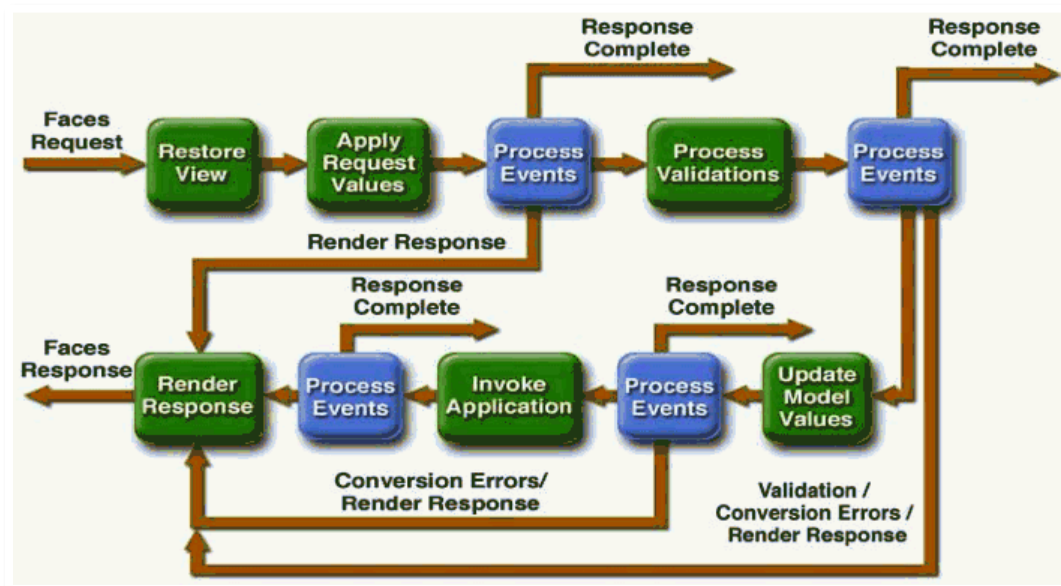 Response
Complete
Response
Complete
Faces
Request
Restore
View
Apply
Request
Values
Process
Events
Process
Validations
Process
Events
Render Response
Response
Complete
Response
Complete
Faces
Response
Render
Response
Process
Events
Invoke
Application
Process
Events
Update
Model
Values
Conversion Errors/
Render Response
Validation /
Conversion Errors /
Render Response